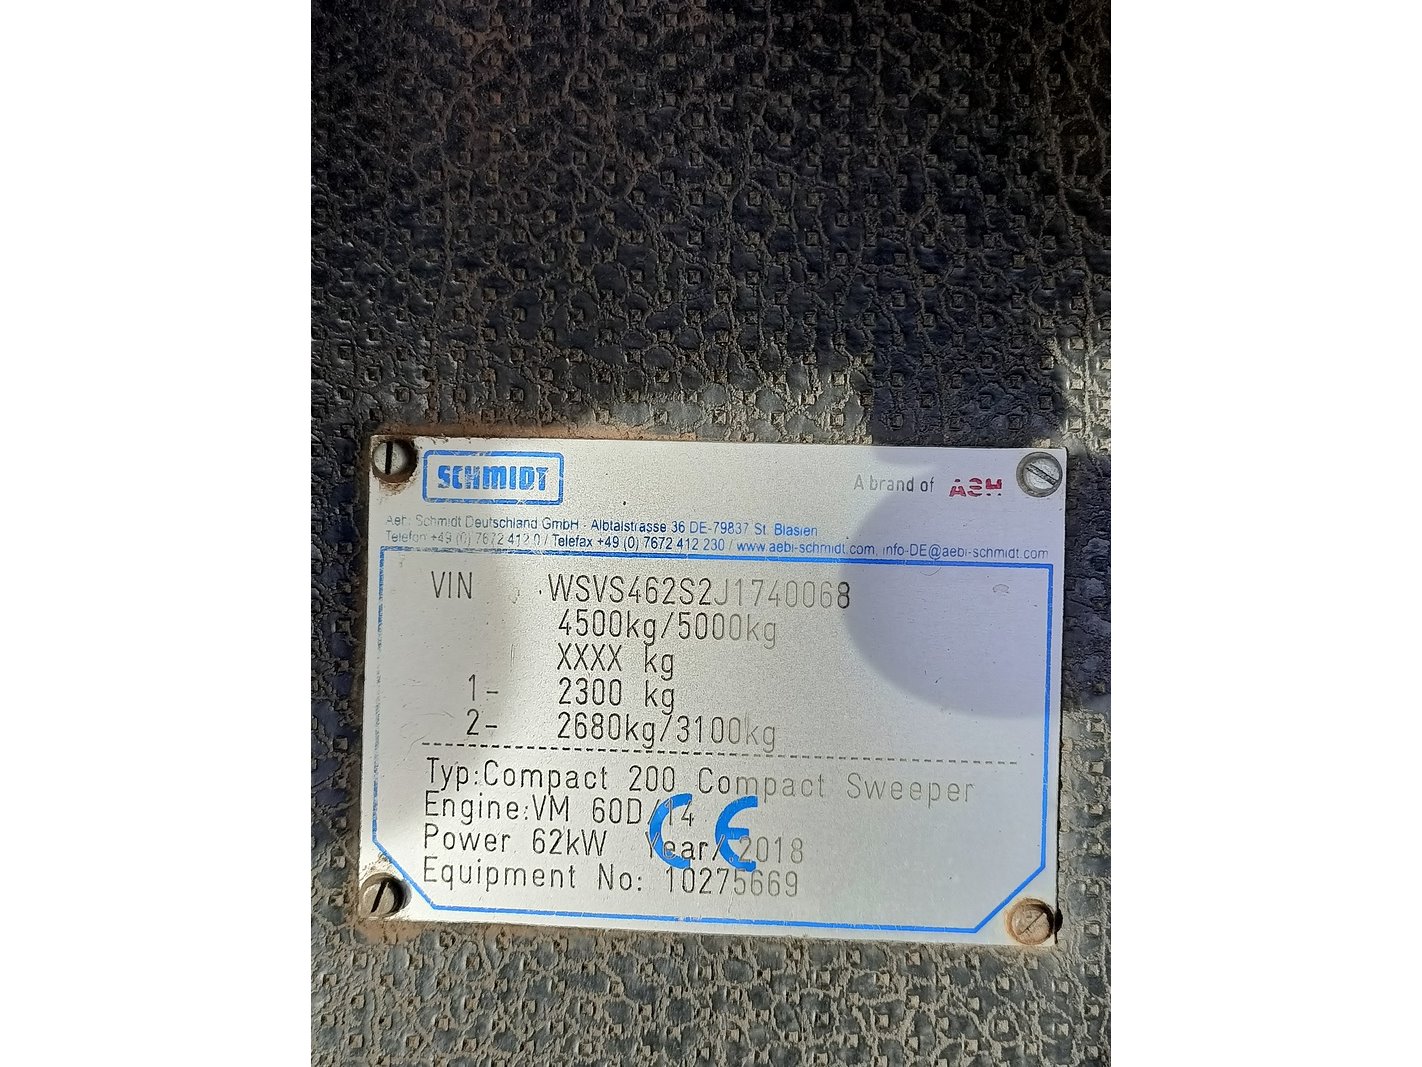 SCHMIDT
A brand of ASH
Aebi Schmidt Deutschland GmbH - Albtalstrasse 36 DE-79837 St. Blasien
Telefon +49 (0) 7672 412 0 / Telefax +49 (0) 7672 412 230 / www.aebi-schmidt.com, info-DE@aebi-schmidt.com
VIN WSVS462S2J1740068
4500kg/5000kg
XXXX kg
1- 2300 kg
2- 2680kg/3100kg
Typ:Compact 200 Compact Sweeper
Engine:VM 60D/14
Power 62kW Year/.2018
CE
Equipment No: 10275669